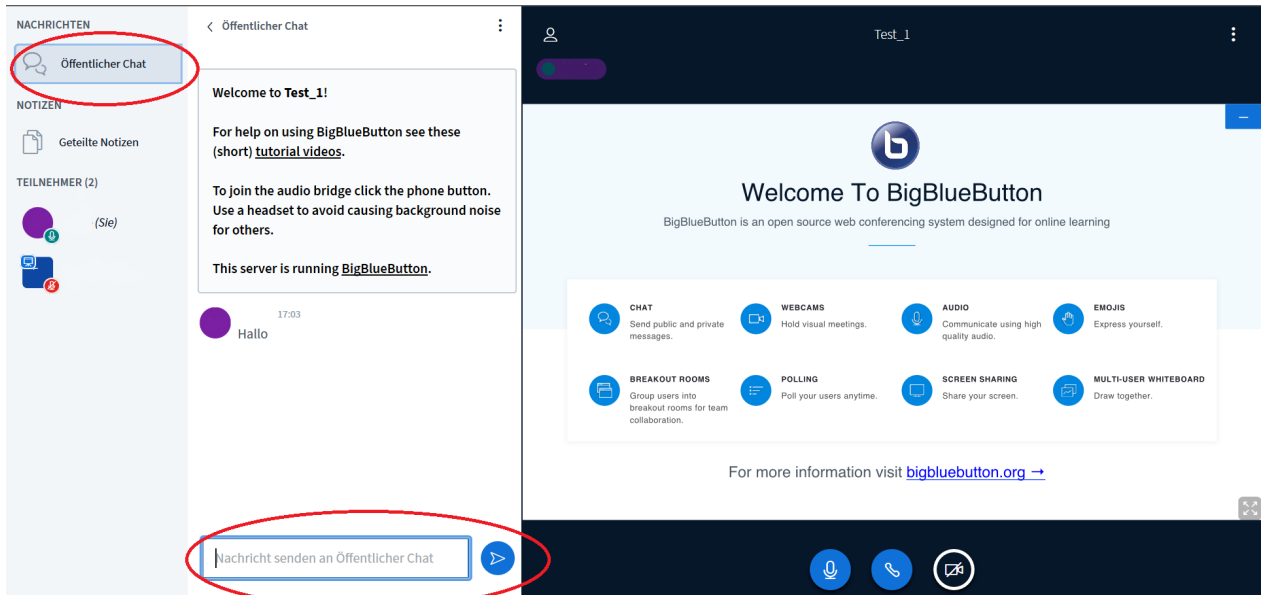 NACHRICHTEN
Öffentlicher Chat
NOTIZEN
Geteilte Notizen
TEILNEHMER (2)
(Sie)
Öffentlicher Chat
Welcome to Test_1!
For help on using BigBlueButton see these
(short) tutorial videos.
To join the audio bridge click the phone button.
Use a headset to avoid causing background noise
for others.
This server is running BigBlueButton.
17:03
Hallo
Nachricht senden an Öffentlicher Chat
Test_1
Welcome To BigBlueButton
BigBlueButton is an open source web conferencing system designed for online learning
CHAT
Send public and private
messages.
WEBCAMS
Hold visual meetings.
AUDIO
Communicate using high
quality audio.
EMOJIS
Express yourself.
BREAKOUT ROOMS
Group users into
breakout rooms for team
collaboration.
POLLING
Poll your users anytime.
SCREEN SHARING
Share your screen.
MULTI-USER WHITEBOARD
Draw together.
For more information visit bigbluebutton.org →